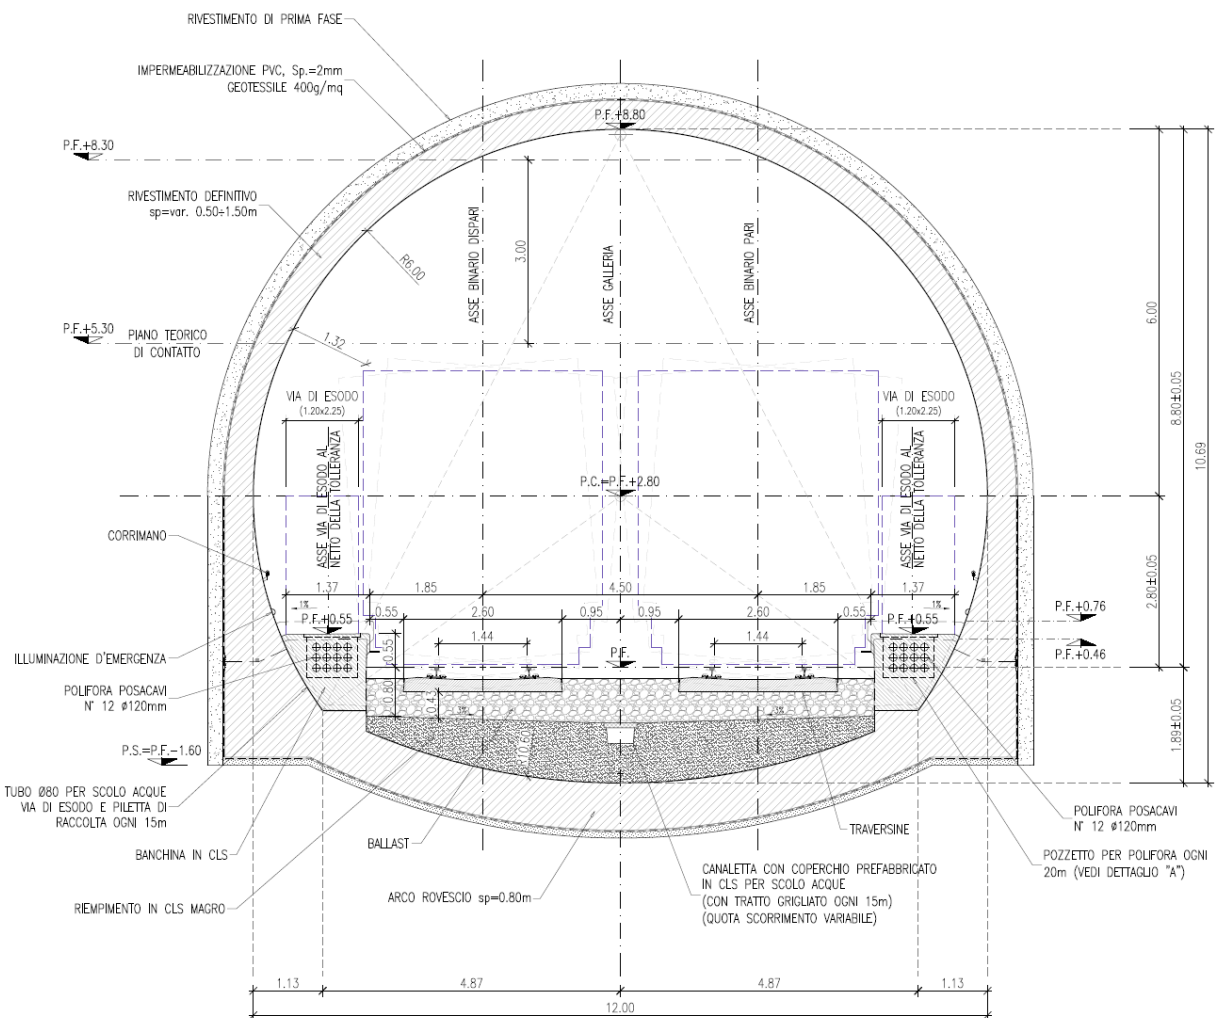 RIVESTIMENTO DI PRIMA FASE
IMPERMEABILIZZAZIONE PVC, Sp.=2mm
GEOTESSILE 400g/mq
P.F.+8.80
P.F.+8.30
RIVESTIMENTO DEFINITIVO
sp=var. 0.50÷1.50m
R6.00
ASSE BINARIO DISPARI
3.00
ASSE GALLERIA
ASSE BINARIO PARI
6.00
8.80±0.05
10.69
P.F.+5.30
PIANO TEORICO
DI CONTATTO
1.32
VIA DI ESODO
(1.20x2.25)
VIA DI ESODO
(1.20x2.25)
ASSE VIA DI ESODO AL
NETTO DELLA TOLLERANZA
P.C.=P.F.+2.80
ASSE VIA DI ESODO AL
NETTO DELLA TOLLERANZA
CORRIMANO
1.37
1.85
4.50
1.85
1.37
2.80±0.05
1%
0.55
2.60
0.95
0.95
2.60
0.55
1%
P.F.+0.55
P.F.+0.55
P.F.+0.76
1.44
1.44
P.F.+0.46
ILLUMINAZIONE D'EMERGENZA
0.55
P.F.
POLIFORA POSACAVI
N° 12 ø120mm
0.80
0.43
3%
3%
1.89±0.05
P.S.=P.F.-1.60
R10.60
TUBO Ø80 PER SCOLO ACQUE
VIA DI ESODO E PILETTA DI
RACCOLTA OGNI 15m
BANCHINA IN CLS
BALLAST
TRAVERSINE
POLIFORA POSACAVI
N° 12 ø120mm
POZZETTO PER POLIFORA OGNI
20m (VEDI DETTAGLIO "A")
RIEMPIMENTO IN CLS MAGRO
ARCO ROVESCIO sp=0.80m
CANALETTA CON COPERCHIO PREFABBRICATO
IN CLS PER SCOLO ACQUE
(CON TRATTO GRIGLIATO OGNI 15m)
(QUOTA SCORRIMENTO VARIABILE)
1.13
4.87
4.87
1.13
12.00